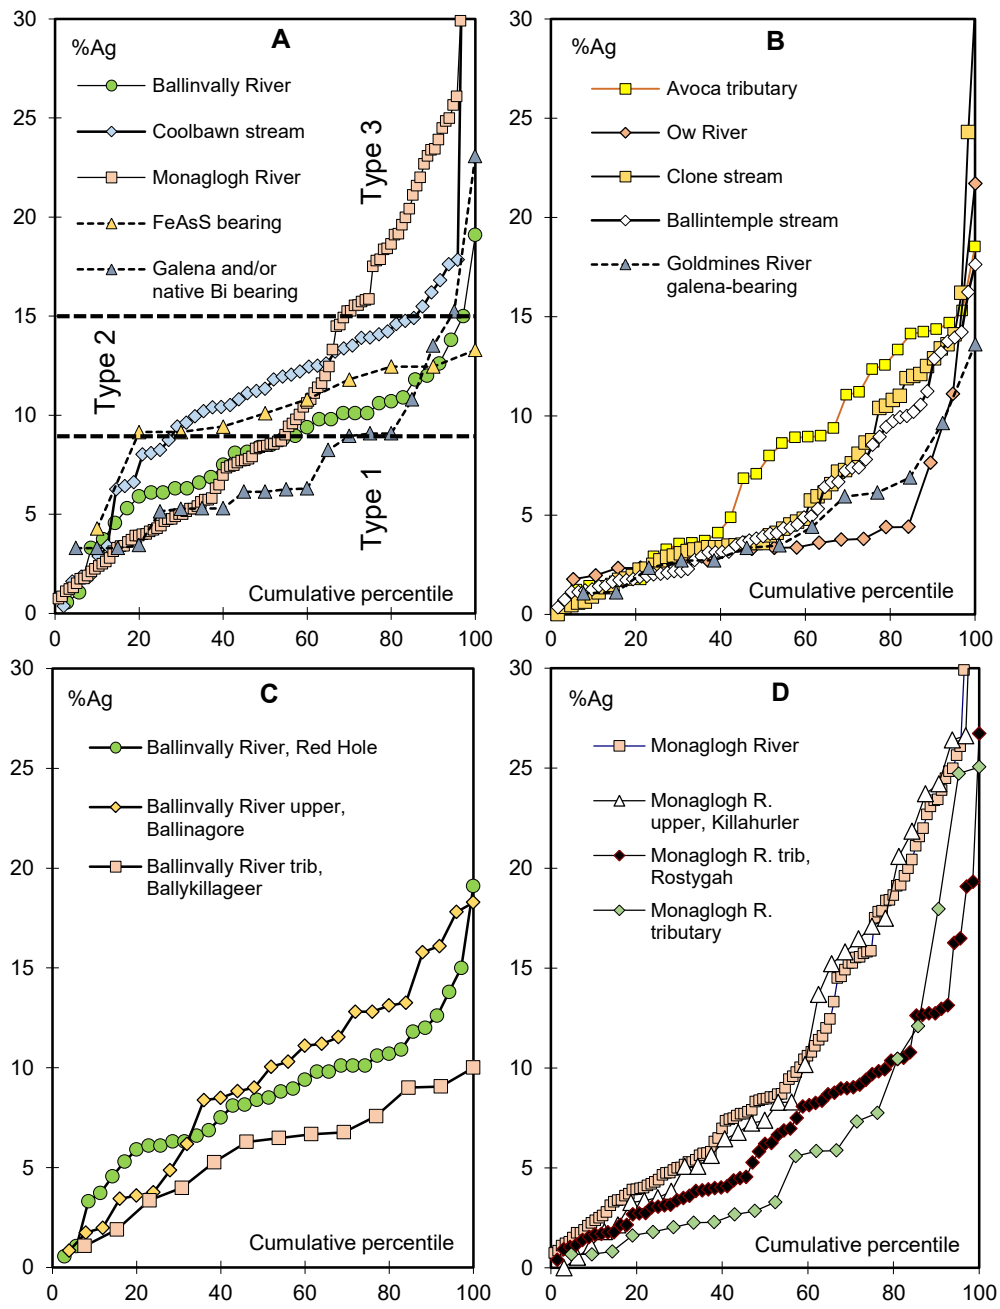 30
25
20
15
10
5
0
%Ag
A
Ballinvally River
Coolbawn stream
Monaglogh River
FeAsS bearing
Galena and/or
native Bi bearing
Type 3
Type 2
Type 1
Cumulative percentile
0
20
40
60
80
100
30
25
20
15
10
5
0
%Ag
B
Avoca tributary
Ow River
Clone stream
Ballintemple stream
Goldmines River
galena-bearing
Cumulative percentile
20
40
60
80
100
30
25
20
15
10
5
0
%Ag
C
Ballinvally River, Red Hole
Ballinvally River upper,
Ballinagore
Ballinvally River trib,
Ballykillageer
Cumulative percentile
0
20
40
60
80
100
30
25
20
15
10
5
0
%Ag
D
Monaglogh River
Monaglogh R.
upper, Killahurler
Monaglogh R. trib,
Rostygah
Monaglogh R.
tributary
Cumulative percentile
0
20
40
60
80
100